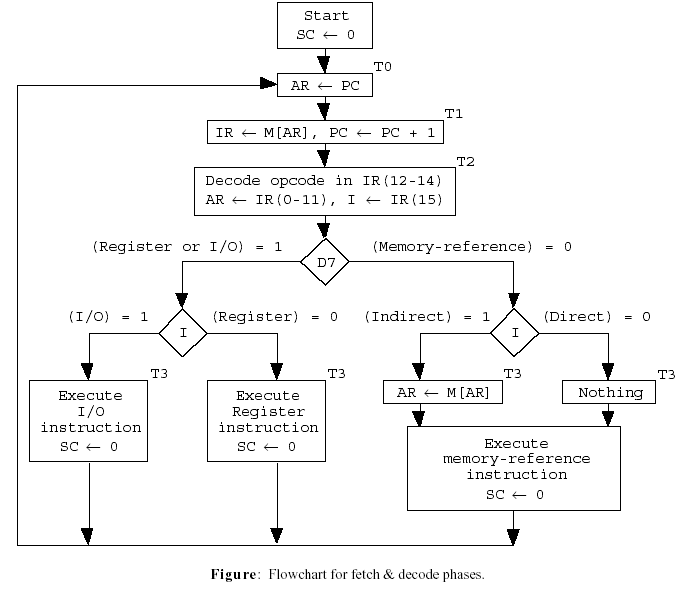 Start
SC ← 0
T0
AR ← PC
T1
IR ← M[AR], PC ← PC + 1
T2
Decode opcode in IR(12-14)
AR ← IR(0-11), I ← IR(15)
(Register or I/O) = 1
(Memory-reference) = 0
D7
(I/O) = 1
(Register) = 0
(Indirect) = 1
(Direct) = 0
I
I
T3
T3
T3
T3
Execute
I/O
instruction
SC ← 0
Execute
Register
instruction
SC ← 0
AR ← M[AR]
Nothing
Execute
memory-reference
instruction
SC ← 0
Figure: Flowchart for fetch & decode phases.